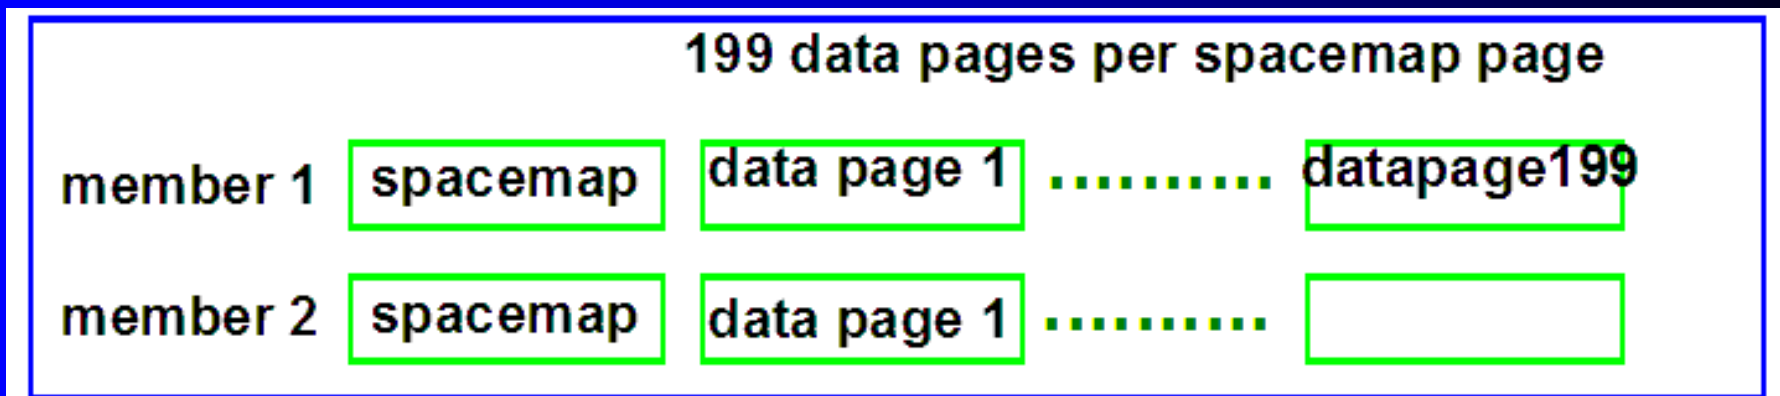 199 data pages per spacemap page
member 1 spacemap data page 1 .......... datapage199
member 2 spacemap data page 1 ..........